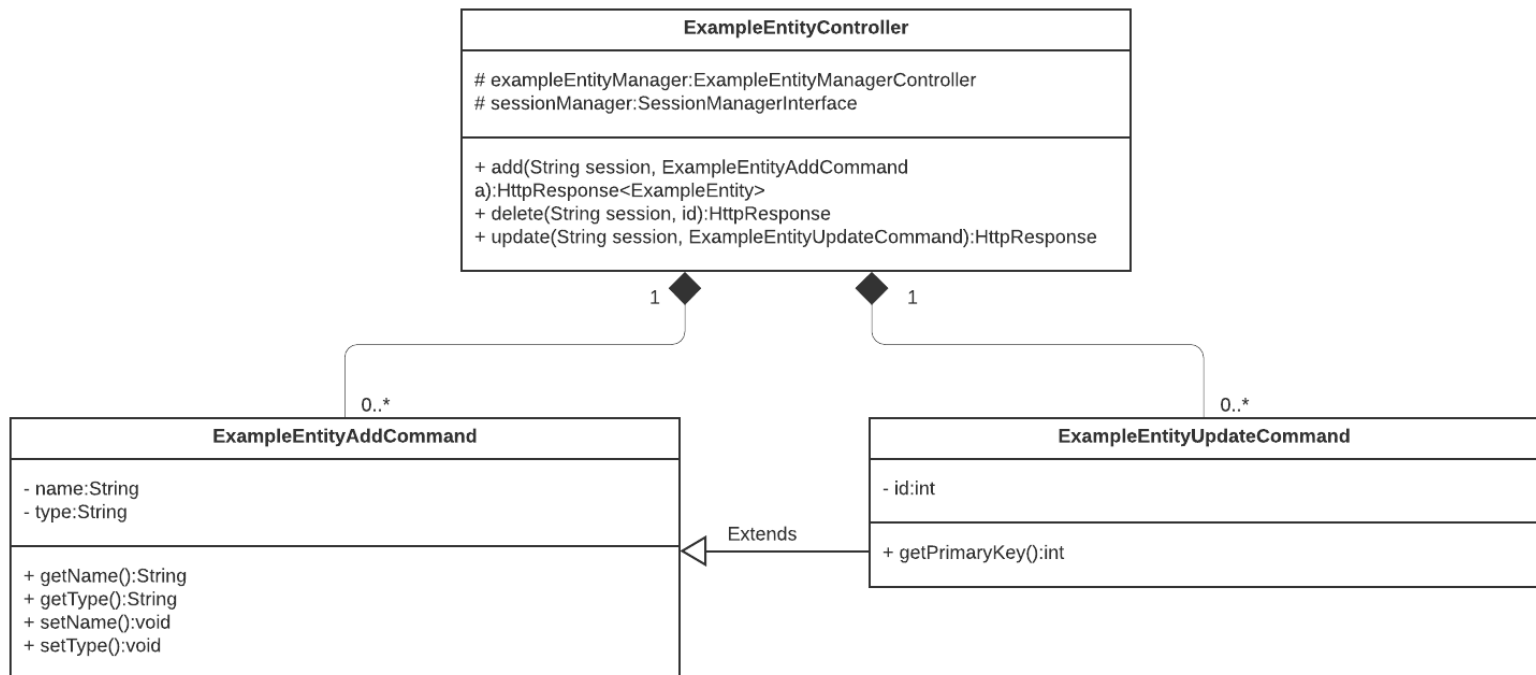 ExampleEntityController
# exampleEntityManager:ExampleEntityManagerController
# sessionManager:SessionManagerInterface
+ add(String session, ExampleEntityAddCommand
a):HttpResponse<ExampleEntity>
+ delete(String session, id):HttpResponse
+ update(String session, ExampleEntityUpdateCommand):HttpResponse
1
1
0..*
0..*
ExampleEntityAddCommand
- name:String
- type:String
+ getName():String
+ getType():String
+ setName():void
+ setType():void
Extends
ExampleEntityUpdateCommand
- id:int
+ getPrimaryKey():int